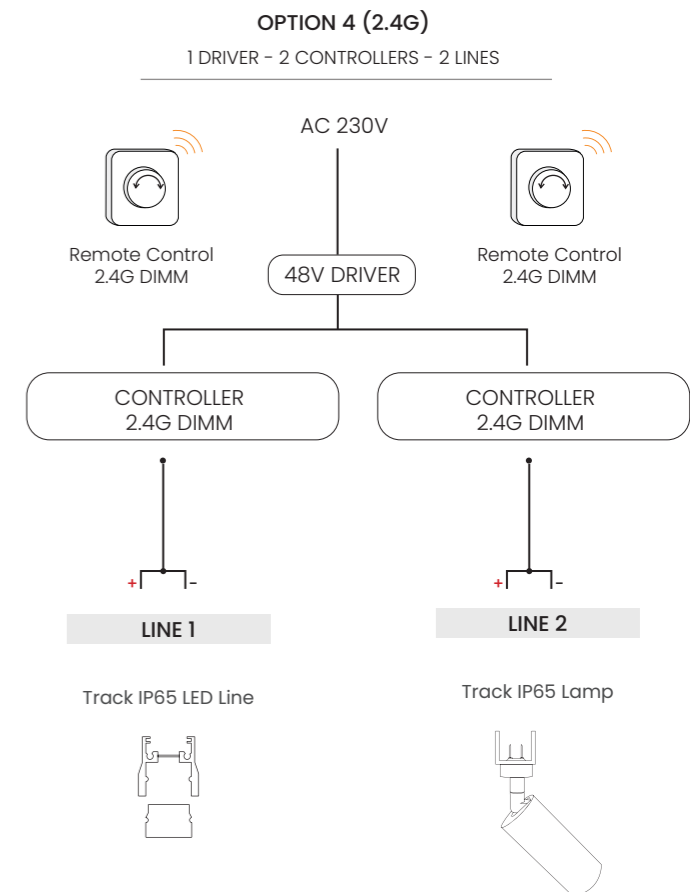 OPTION 4 (2.4G)
1 DRIVER - 2 CONTROLLERS - 2 LINES
AC 230V
Remote Control
2.4G DIMM
Remote Control
2.4G DIMM
48V DRIVER
CONTROLLER
2.4G DIMM
CONTROLLER
2.4G DIMM
+ -
+ -
LINE 1
LINE 2
Track IP65 LED Line
Track IP65 Lamp